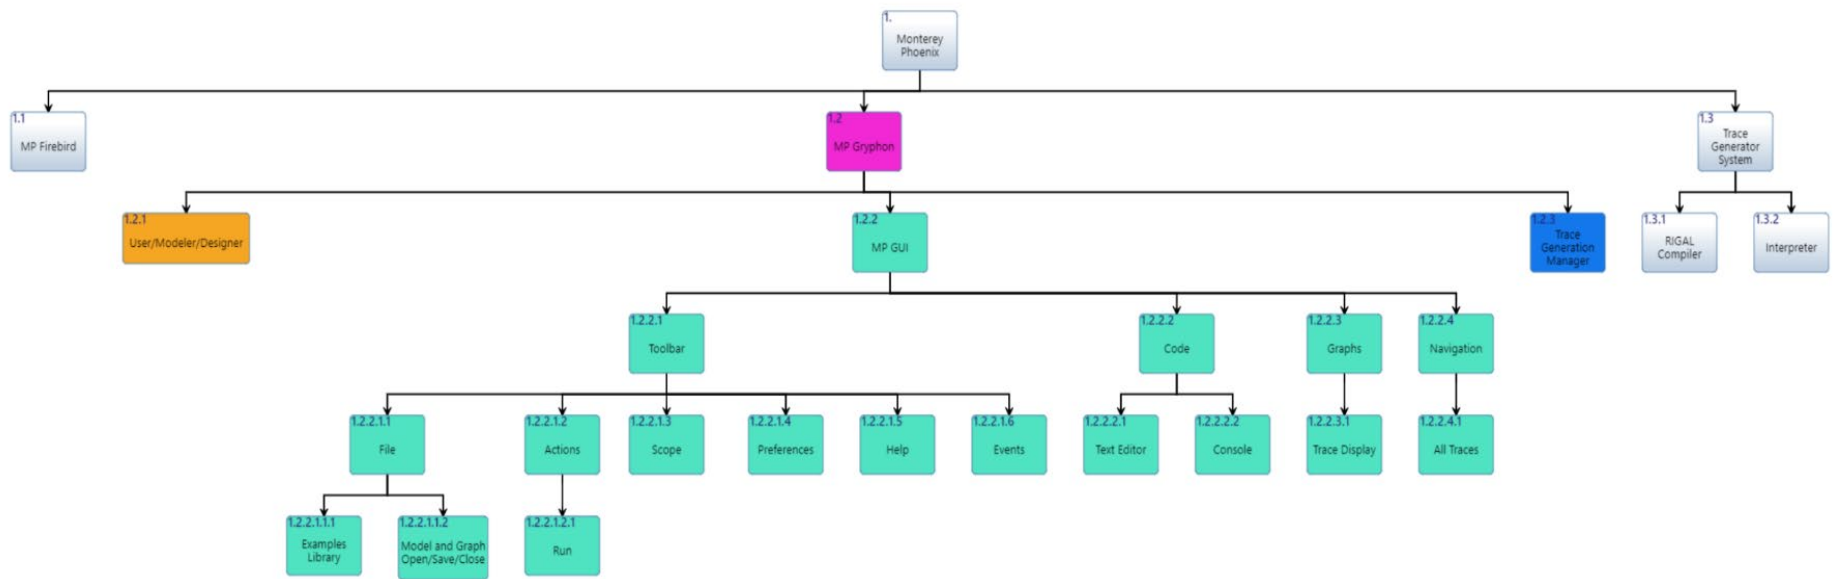 1.
Monterey
Phoenix
1.1
MP Firebird
1.2
MP Gryphon
1.3
Trace
Generator
System
1.2.1
User/Modeler/Designer
1.2.2
MP GUI
1.2.3
Trace
Generation
Manager
1.3.1
RIGAL
Compiler
1.3.2
Interpreter
1.2.2.1
Toolbar
1.2.2.2
Code
1.2.2.3
Graphs
1.2.2.4
Navigation
1.2.2.1.1
File
1.2.2.1.2
Actions
1.2.2.1.3
Scope
1.2.2.1.4
Preferences
1.2.2.1.5
Help
1.2.2.1.6
Events
1.2.2.2.1
Text Editor
1.2.2.2.2
Console
1.2.2.3.1
Trace Display
1.2.2.4.1
All Traces
1.2.2.1.1.1
Examples
Library
1.2.2.1.1.2
Model and Graph
Open/Save/Close
1.2.2.1.2.1
Run